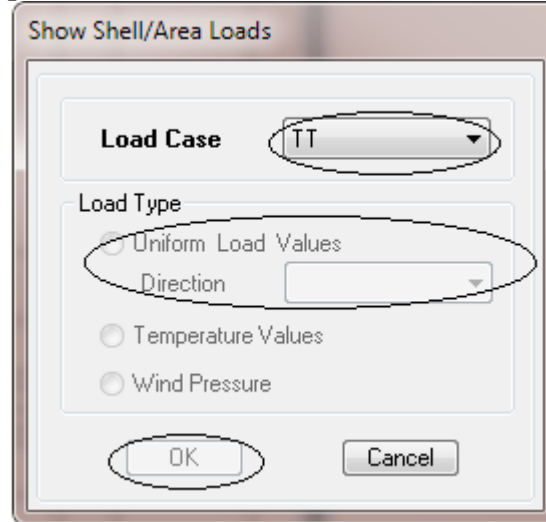 Show Shell/Area Loads
Load Case TT
Load Type
Uniform Load Values
Direction
Temperature Values
Wind Pressure
OK Cancel